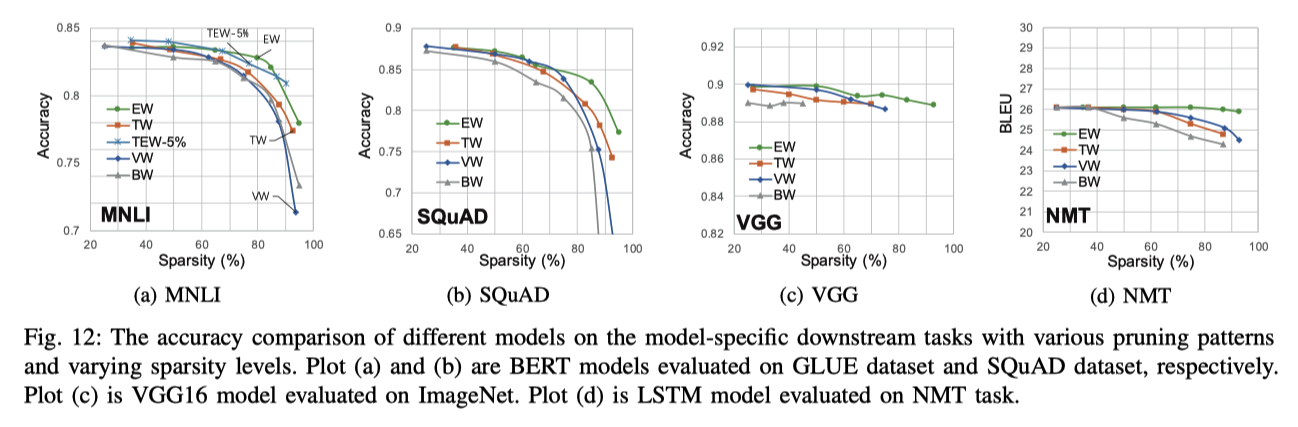 0.85
0.8
0.75
0.7
Accuracy
TEW-5%
EW
EW
TW
TEW-5%
VW
BW
TW
VW
MNLI
20 40 60 80 100
Sparsity (%)
0.9
0.85
0.8
0.75
0.7
0.65
Accuracy
EW
TW
VW
BW
SQuAD
20 40 60 80 100
Sparsity (%)
0.92
0.9
0.88
0.86
0.84
0.82
Accuracy
EW
TW
VW
BW
VGG
20 40 60 80 100
Sparsity (%)
30
29
28
27
26
25
24
23
22
21
20
BLEU
EW
TW
VW
BW
NMT
20 40 60 80 100
Sparsity (%)
(a) MNLI
(b) SQuAD
(c) VGG
(d) NMT
Fig. 12: The accuracy comparison of different models on the model-specific downstream tasks with various pruning patterns
and varying sparsity levels. Plot (a) and (b) are BERT models evaluated on GLUE dataset and SQuAD dataset, respectively.
Plot (c) is VGG16 model evaluated on ImageNet. Plot (d) is LSTM model evaluated on NMT task.